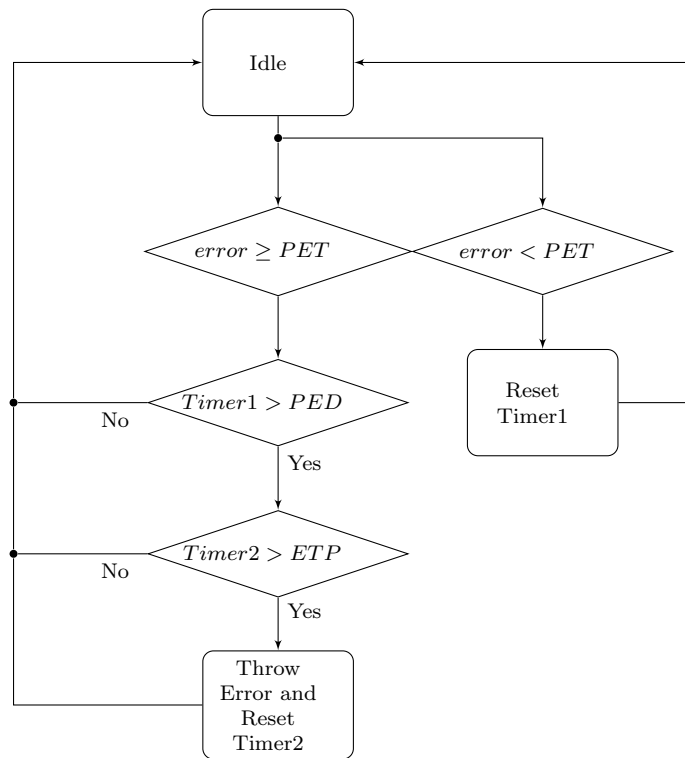 Idle
error ≥ PET
error < PET
Reset
Timer1
Timer1 > PED
No
Yes
Timer2 > ETP
No
Yes
Throw
Error and
Reset
Timer2